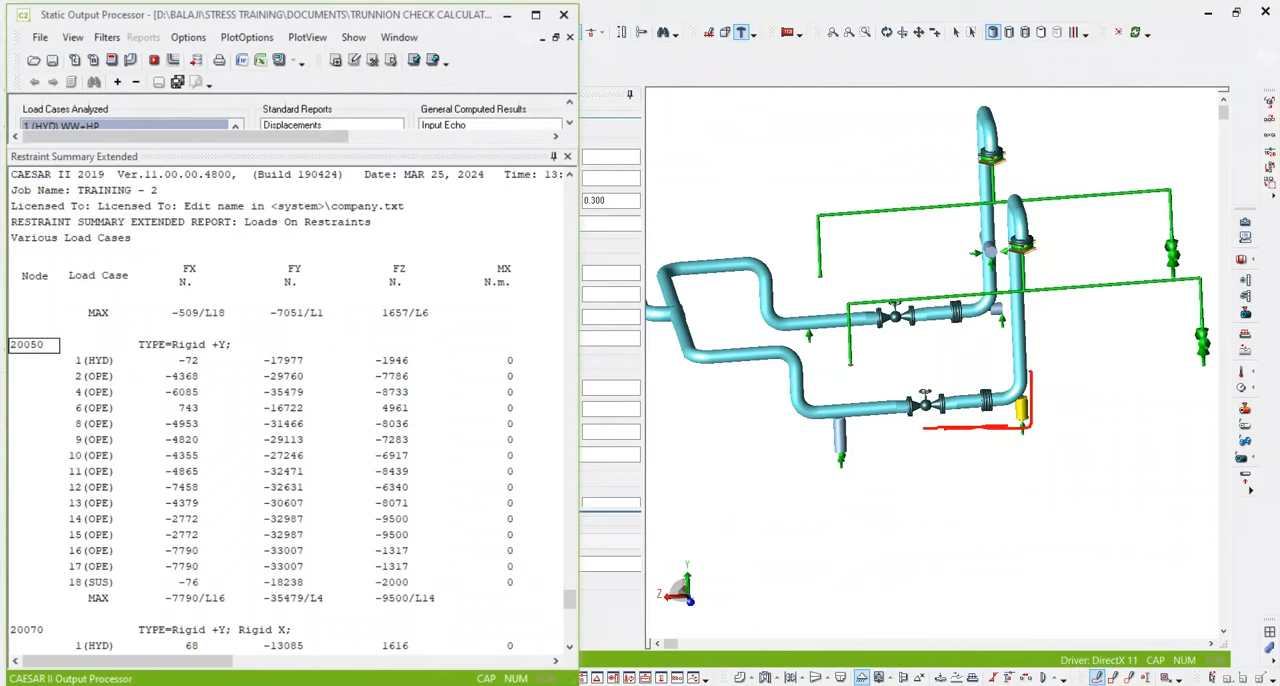 Static Output Processor - [D:\BALAJI\STRESS TRAINING\DOCUMENTS\TRUNNION CHECK CALCULAT...
File View Filters Reports Options PlotOptions PlotView Show Window
Load Cases Analyzed Standard Reports General Computed Results
1 (HYD) WW+HP Displacements Input Echo
Restraint Summary Extended
CAESAR II 2019 Ver.11.00.00.4800, (Build 190424) Date: MAR 25, 2024 Time: 13:
Job Name: TRAINING - 2
Licensed To: Licensed To: Edit name in <system>\company.txt
RESTRAINT SUMMARY EXTENDED REPORT: Loads On Restraints
Various Load Cases
Node Load Case FX FY FZ MX
N. N. N. N.m.
MAX -509/L18 -7051/L1 1657/L6
20050 TYPE=Rigid +Y;
1(HYD) -72 -17977 -1946 0
2(OPE) -4368 -29760 -7786 0
4(OPE) -6085 -35479 -8733 0
6(OPE) 743 -16722 4961 0
8(OPE) -4953 -31466 -8036 0
9(OPE) -4820 -29113 -7283 0
10(OPE) -4355 -27246 -6917 0
11(OPE) -4865 -32471 -8439 0
12(OPE) -7458 -32631 -6340 0
13(OPE) -4379 -30607 -8071 0
14(OPE) -2772 -32987 -9500 0
15(OPE) -2772 -32987 -9500 0
16(OPE) -7790 -33007 -1317 0
17(OPE) -7790 -33007 -1317 0
18(SUS) -76 -18238 -2000 0
MAX -7790/L16 -35479/L4 -9500/L14
20070 TYPE=Rigid +Y; Rigid X;
1(HYD) 68 -13085 1616 0
CAESAR II Output Processor CAP NUM
0.300
Y
Z
Driver: DirectX 11 CAP NUM